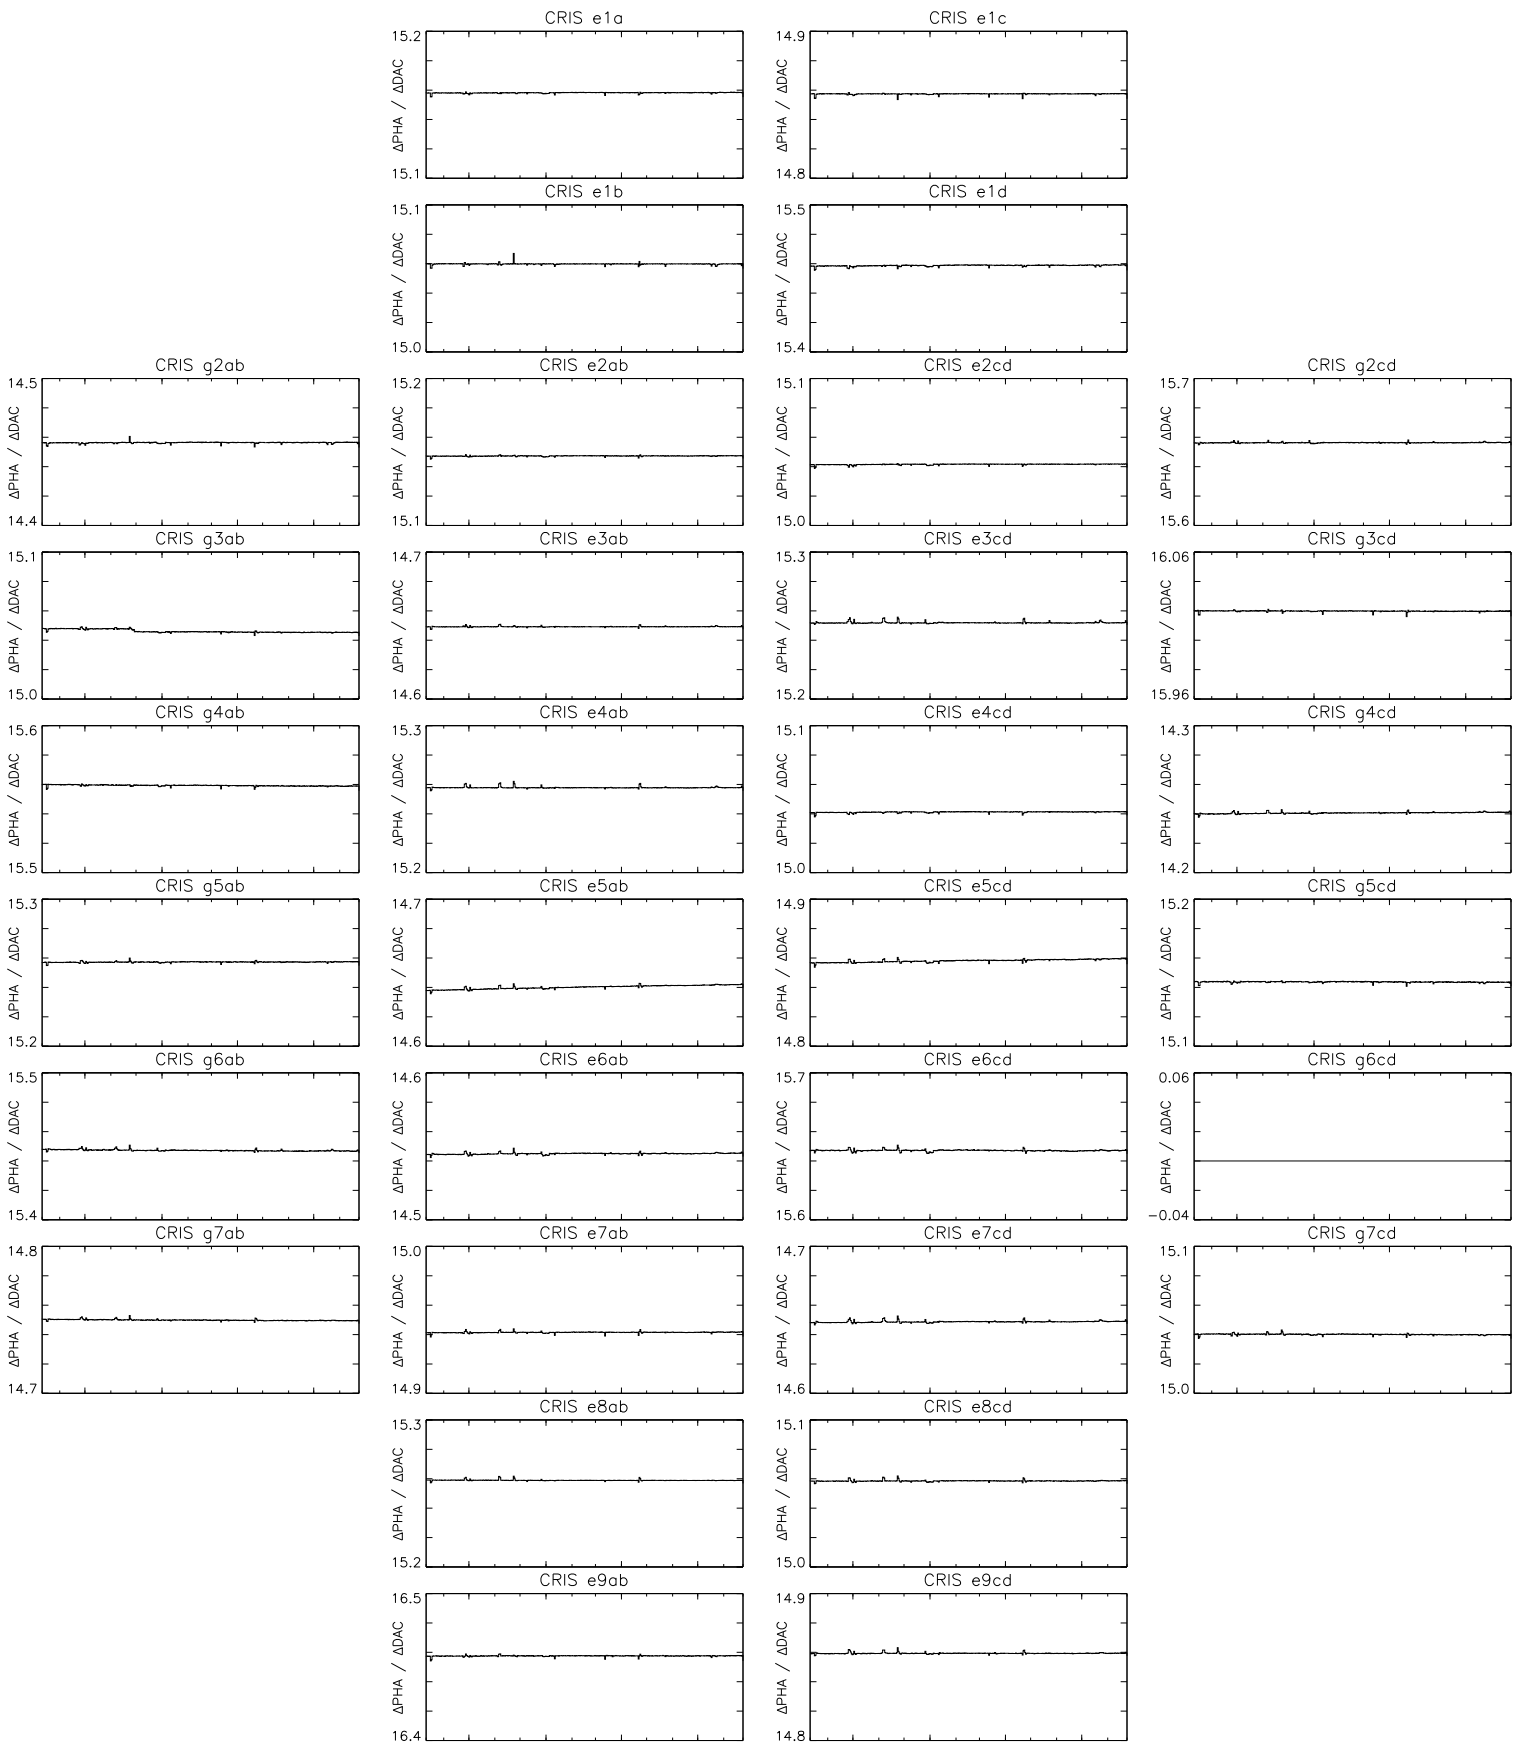 CRIS e1a
15.2
ΔPHA / ΔDAC
15.1
CRIS e1c
14.9
ΔPHA / ΔDAC
14.8
CRIS e1b
15.1
ΔPHA / ΔDAC
15.0
CRIS e1d
15.5
ΔPHA / ΔDAC
15.4
CRIS g2ab
14.5
ΔPHA / ΔDAC
14.4
CRIS e2ab
15.2
ΔPHA / ΔDAC
15.1
CRIS e2cd
15.1
ΔPHA / ΔDAC
15.0
CRIS g2cd
15.7
ΔPHA / ΔDAC
15.6
CRIS g3ab
15.1
ΔPHA / ΔDAC
15.0
CRIS e3ab
14.7
ΔPHA / ΔDAC
14.6
CRIS e3cd
15.3
ΔPHA / ΔDAC
15.2
CRIS g3cd
16.06
ΔPHA / ΔDAC
15.96
CRIS g4ab
15.6
ΔPHA / ΔDAC
15.5
CRIS e4ab
15.3
ΔPHA / ΔDAC
15.2
CRIS e4cd
15.1
ΔPHA / ΔDAC
15.0
CRIS g4cd
14.3
ΔPHA / ΔDAC
14.2
CRIS g5ab
15.3
ΔPHA / ΔDAC
15.2
CRIS e5ab
14.7
ΔPHA / ΔDAC
14.6
CRIS e5cd
14.9
ΔPHA / ΔDAC
14.8
CRIS g5cd
15.2
ΔPHA / ΔDAC
15.1
CRIS g6ab
15.5
ΔPHA / ΔDAC
15.4
CRIS e6ab
14.6
ΔPHA / ΔDAC
14.5
CRIS e6cd
15.7
ΔPHA / ΔDAC
15.6
CRIS g6cd
0.06
ΔPHA / ΔDAC
−0.04
CRIS g7ab
14.8
ΔPHA / ΔDAC
14.7
CRIS e7ab
15.0
ΔPHA / ΔDAC
14.9
CRIS e7cd
14.7
ΔPHA / ΔDAC
14.6
CRIS g7cd
15.1
ΔPHA / ΔDAC
15.0
CRIS e8ab
15.3
ΔPHA / ΔDAC
15.2
CRIS e8cd
15.1
ΔPHA / ΔDAC
15.0
CRIS e9ab
16.5
ΔPHA / ΔDAC
16.4
CRIS e9cd
14.9
ΔPHA / ΔDAC
14.8